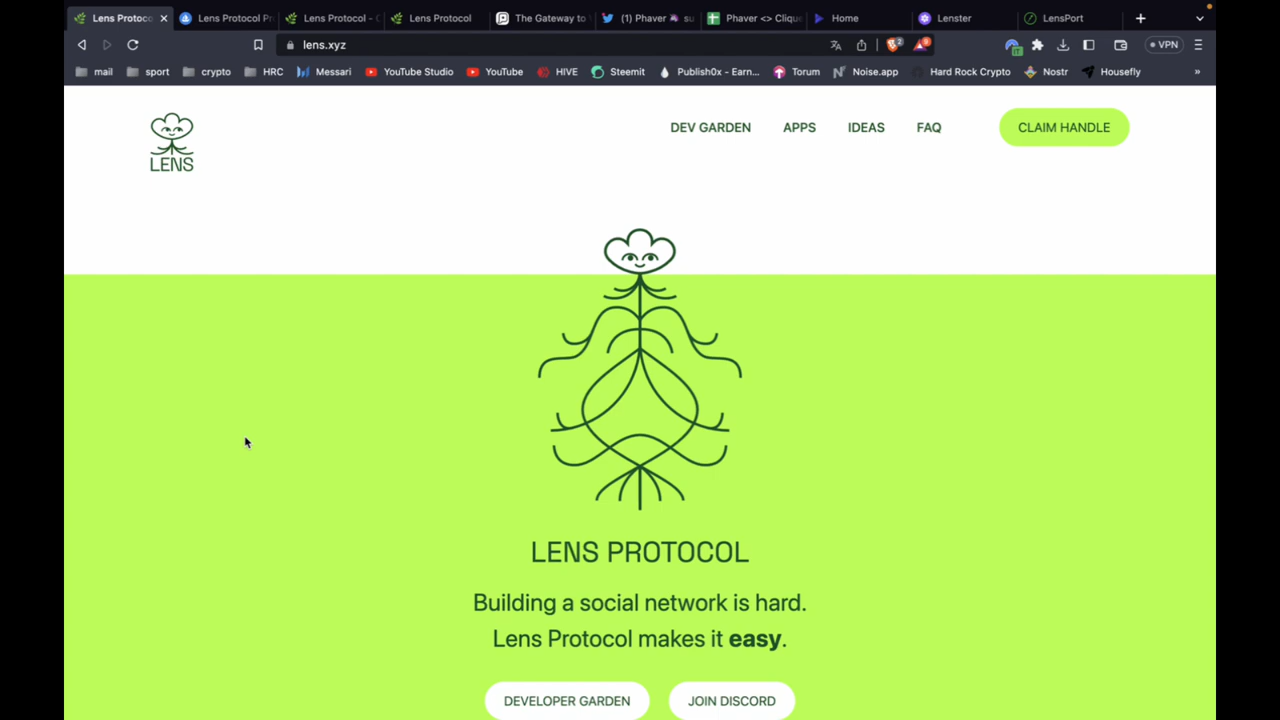 Lens Protoco
Lens Protocol Pr
Lens Protocol - C
Lens Protocol
The Gateway to
(1) Phaver su
Phaver <> Clique
Home
Lenster
LensPort
lens.xyz
2
VPN
mail
sport
crypto
HRC
Messari
YouTube Studio
YouTube
HIVE
Steemit
Publish0x - Earn...
Torum
Noise.app
Hard Rock Crypto
Nostr
Housefly
»
LENS
DEV GARDEN
APPS
IDEAS
FAQ
CLAIM HANDLE
LENS PROTOCOL
Building a social network is hard.
Lens Protocol makes it easy.
DEVELOPER GARDEN
JOIN DISCORD